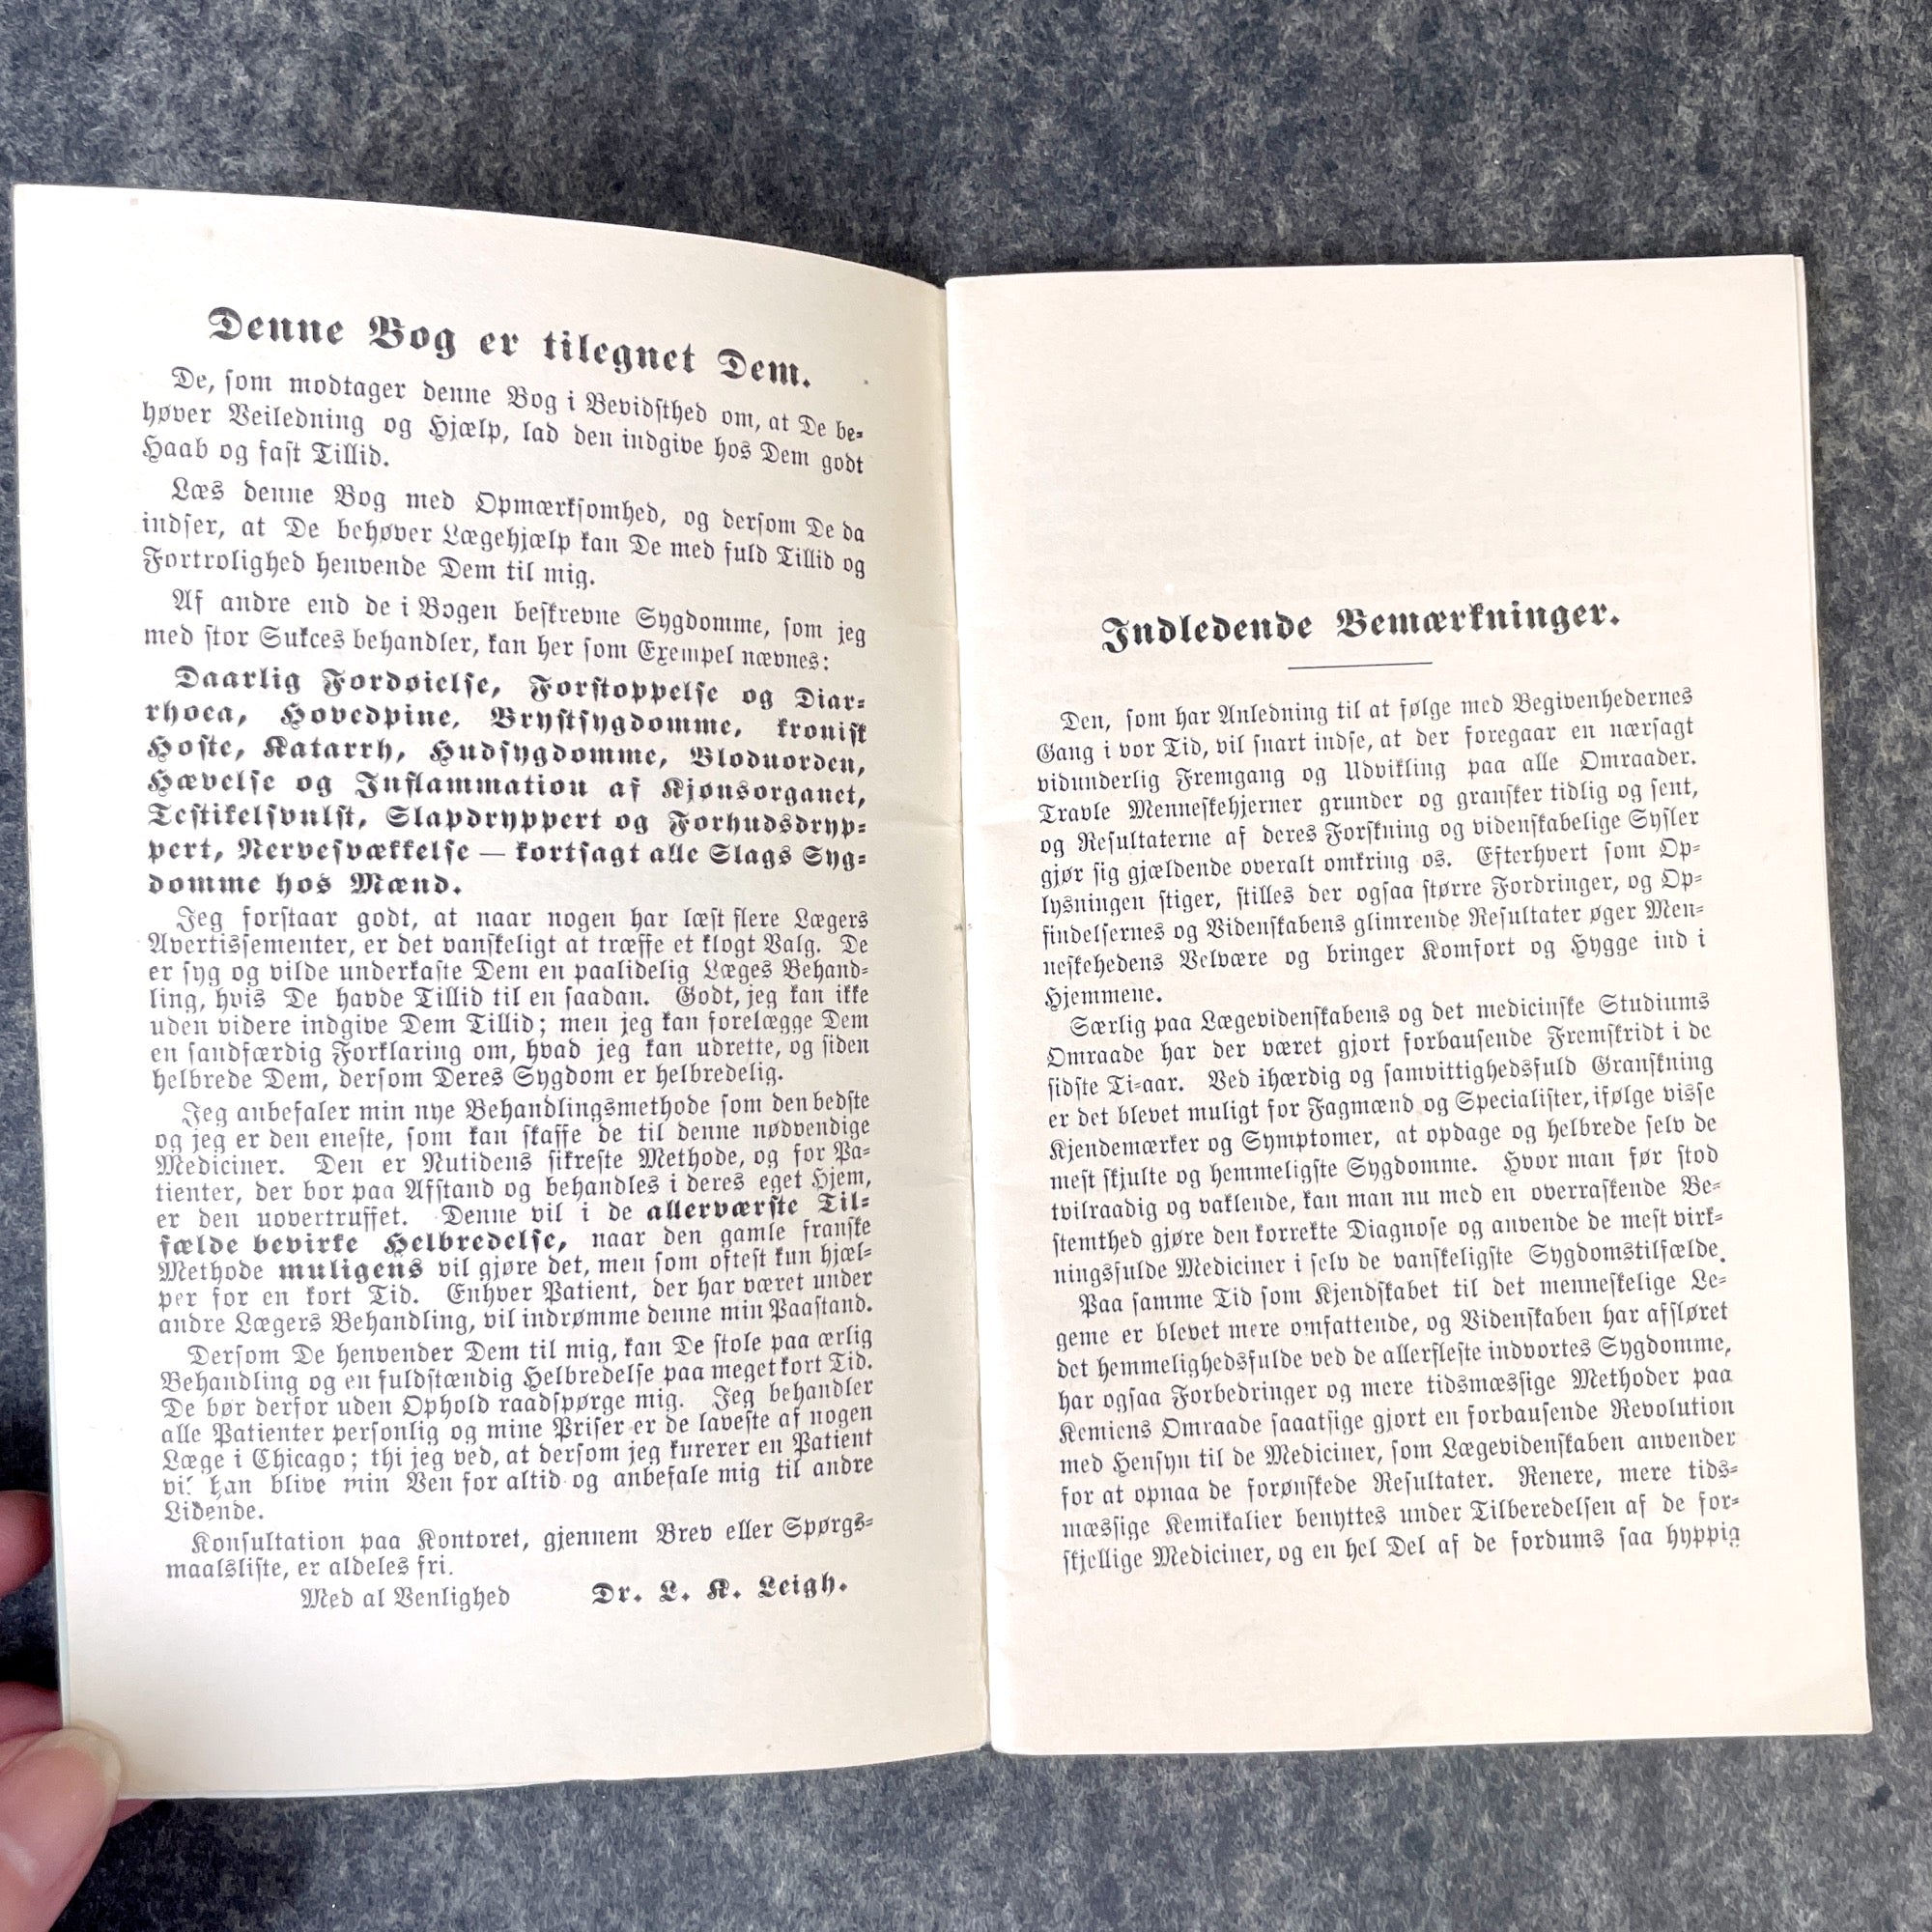 Denne Bog er tilegnet Dem.
De, som modtager denne Bog i Bevidsthed om, at De be-
høver Veiledning og Hjælp, lad den indgive hos Dem godt
Haab og fast Tillid.
Læs denne Bog med Opmærksomhed, og dersom De da
indser, at De behøver Lægehjælp kan De med fuld Tillid og
Fortrolighed henvende Dem til mig.
Af andre end de i Bogen beskrevne Sygdomme, som jeg
med stor Sukces behandler, kan her som Exempel nævnes:
Daarlig Fordøielse, Forstoppelse og Diar-
rhoea, Hovedpine, Brystsygdomme, kronisk
Hoste, Katarrh, Hudsygdomme, Bloduorden,
Hævelse og Inflammation af Kjønsorganet,
Testikelsvulst, Slapdryppert og Forhudsdryp-
pert, Nervesvækkelse — kortsagt alle Slags Syg-
domme hos Mænd.
Jeg forstaar godt, at naar nogen har læst flere Lægers
Avertissementer, er det vanskeligt at træffe et klogt Valg. De
er syg og vilde underkaste Dem en paalidelig Læges Behand-
ling, hvis De havde Tillid til en saadan. Godt, jeg kan ikke
uden videre indgive Dem Tillid; men jeg kan forelægge Dem
en sandfærdig Forklaring om, hvad jeg kan udrette, og siden
helbrede Dem, dersom Deres Sygdom er helbredelig.
Jeg anbefaler min nye Behandlingsmethode som den bedste
og jeg er den eneste, som kan skaffe de til denne nødvendige
Mediciner. Den er Nutidens sikreste Methode, og for Pa-
tienter, der bor paa Afstand og behandles i deres eget Hjem,
er den uovertruffet. Denne vil i de allerværste Til-
fælde bevirke Helbredelse, naar den gamle franske
Methode muligens vil gjøre det, men som oftest kun hjæl-
per for en kort Tid. Enhver Patient, der har været under
andre Lægers Behandling, vil indrømme denne min Paastand.
Dersom De henvender Dem til mig, kan De stole paa ærlig
Behandling og en fuldstændig Helbredelse paa meget kort Tid.
De bør derfor uden Ophold raadspørge mig. Jeg behandler
alle Patienter personlig og mine Priser er de laveste af nogen
Læge i Chicago; thi jeg ved, at dersom jeg kurerer en Patient
vil han blive min Ven for altid og anbefale mig til andre
Lidende.
Konsultation paa Kontoret, gjennem Brev eller Spørgs-
maalsliste, er aldeles fri.
Med al Venlighed Dr. L. K. Leigh.
Indledende Bemærkninger.
Den, som har Anledning til at følge med Begivenhedernes
Gang i vor Tid, vil snart indse, at der foregaar en nærsagt
vidunderlig Fremgang og Udvikling paa alle Omraader.
Travle Menneskehjerner grunder og gransker tidlig og sent,
og Resultaterne af deres Forskning og videnskabelige Sysler
gjør sig gjældende overalt omkring os. Efterhvert som Op-
lysningen stiger, stilles der ogsaa større Fordringer, og Op-
findelsernes og Videnskabens glimrende Resultater øger Men-
neskehedens Velvære og bringer Komfort og Hygge ind i
Hjemmene.
Særlig paa Lægevidenskabens og det medicinske Studiums
Omraade har der været gjort forbausende Fremskridt i de
sidste Ti-aar. Ved ihærdig og samvittighedsfuld Granskning
er det blevet muligt for Fagmænd og Specialister, ifølge visse
Kjendemærker og Symptomer, at opdage og helbrede selv de
mest skjulte og hemmeligste Sygdomme. Hvor man før stod
tvilraadig og vaklende, kan man nu med en overraskende Be-
stemthed gjøre den korrekte Diagnose og anvende de mest virk-
ningsfulde Mediciner i selv de vanskeligste Sygdomstilfælde.
Paa samme Tid som Kjendskabet til det menneskelige Le-
geme er blevet mere omfattende, og Videnskaben har afsløret
det hemmelighedsfulde ved de allerfleste indvortes Sygdomme,
har ogsaa Forbedringer og mere tidsmæssige Methoder paa
Kemiens Omraade saaatsige gjort en forbausende Revolution
med Hensyn til de Mediciner, som Lægevidenskaben anvender
for at opnaa de forønskede Resultater. Renere, mere tids-
mæssige Kemikalier benyttes under Tilberedelsen af de for-
skjellige Mediciner, og en hel Del af de fordums saa hyppig